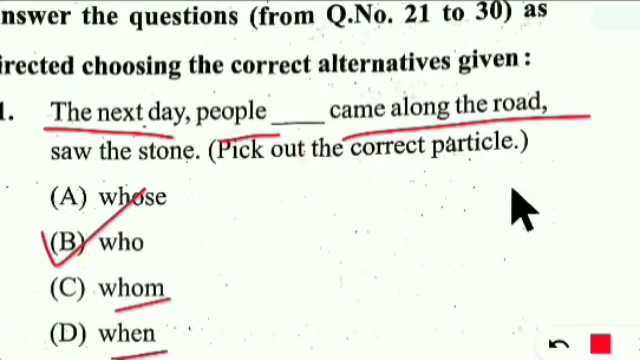 nswer the questions (from Q.No. 21 to 30) as
irected choosing the correct alternatives given :
1. The next day, people ____ came along the road,
saw the stone. (Pick out the correct particle.)
(A) whose
(B) who
(C) whom
(D) when